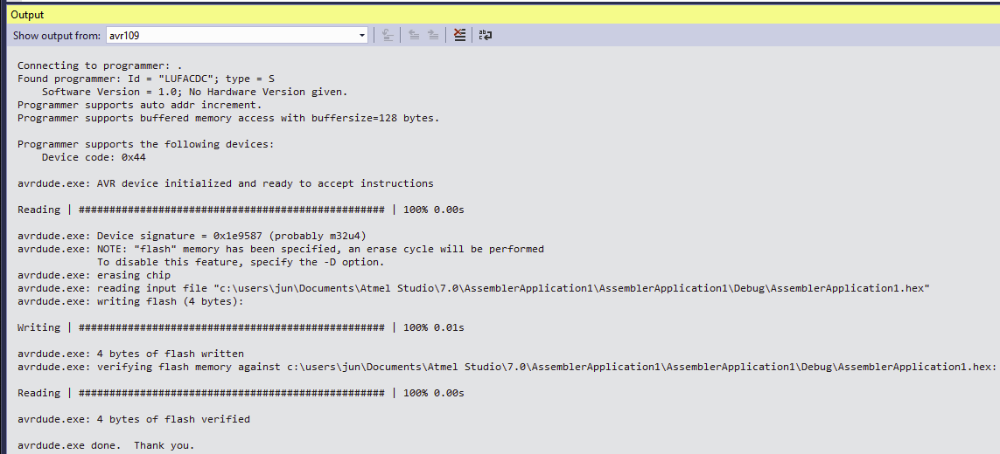 Output
Show output from: avr109
Connecting to programmer: .
Found programmer: Id = "LUFACDC"; type = S
    Software Version = 1.0; No Hardware Version given.
Programmer supports auto addr increment.
Programmer supports buffered memory access with buffersize=128 bytes.

Programmer supports the following devices:
    Device code: 0x44

avrdude.exe: AVR device initialized and ready to accept instructions

Reading | ################################################## | 100% 0.00s

avrdude.exe: Device signature = 0x1e9587 (probably m32u4)
avrdude.exe: NOTE: "flash" memory has been specified, an erase cycle will be performed
             To disable this feature, specify the -D option.
avrdude.exe: erasing chip
avrdude.exe: reading input file "c:\users\jun\Documents\Atmel Studio\7.0\AssemblerApplication1\AssemblerApplication1\Debug\AssemblerApplication1.hex"
avrdude.exe: writing flash (4 bytes):

Writing | ################################################## | 100% 0.01s

avrdude.exe: 4 bytes of flash written
avrdude.exe: verifying flash memory against c:\users\jun\Documents\Atmel Studio\7.0\AssemblerApplication1\AssemblerApplication1\Debug\AssemblerApplication1.hex:

Reading | ################################################## | 100% 0.00s

avrdude.exe: 4 bytes of flash verified

avrdude.exe done.  Thank you.